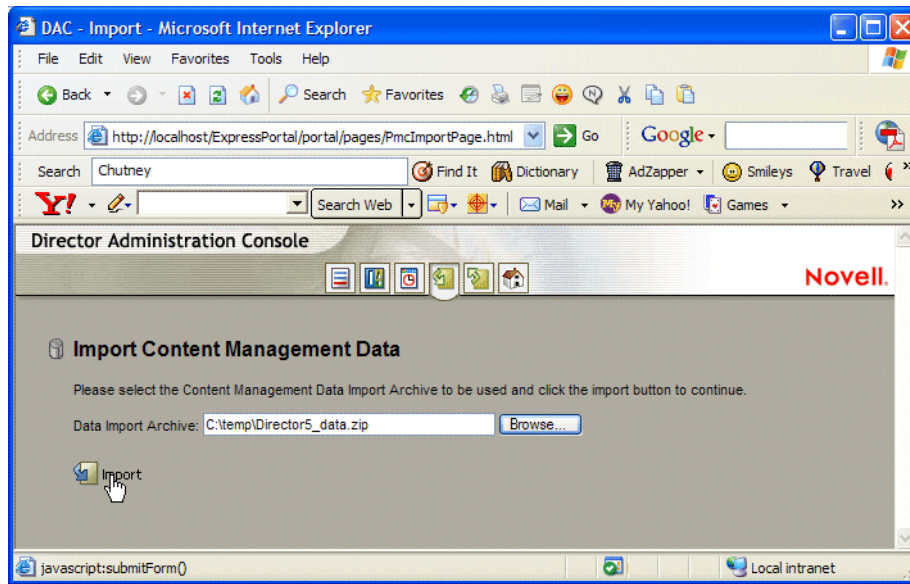 DAC - Import - Microsoft Internet Explorer
File Edit View Favorites Tools Help
Back Search Favorites
Address http://localhost/ExpressPortal/portal/pages/PmcImportPage.html Go Google
Search Chutney Find It Dictionary AdZapper Smileys Travel »
Y! Search Web Mail My Yahoo! Games »
Director Administration Console
Novell.
Import Content Management Data
Please select the Content Management Data Import Archive to be used and click the import button to continue.
Data Import Archive: C:\temp\Director5_data.zip Browse...
Import
javascript:submitForm() Local intranet